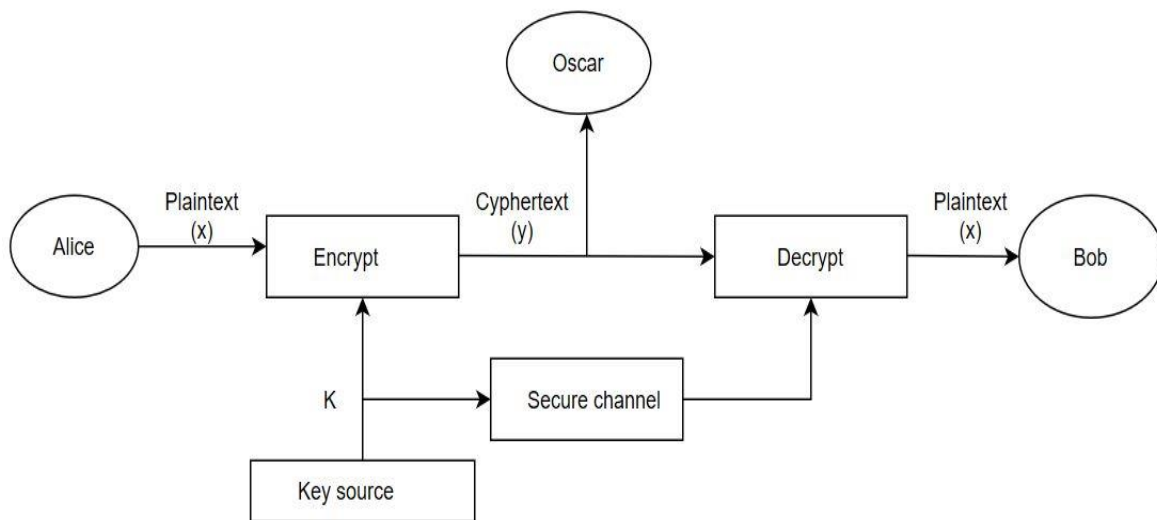 Oscar
Plaintext
(x)
Cyphertext
(y)
Plaintext
(x)
Alice
Encrypt
Decrypt
Bob
K
Secure channel
Key source